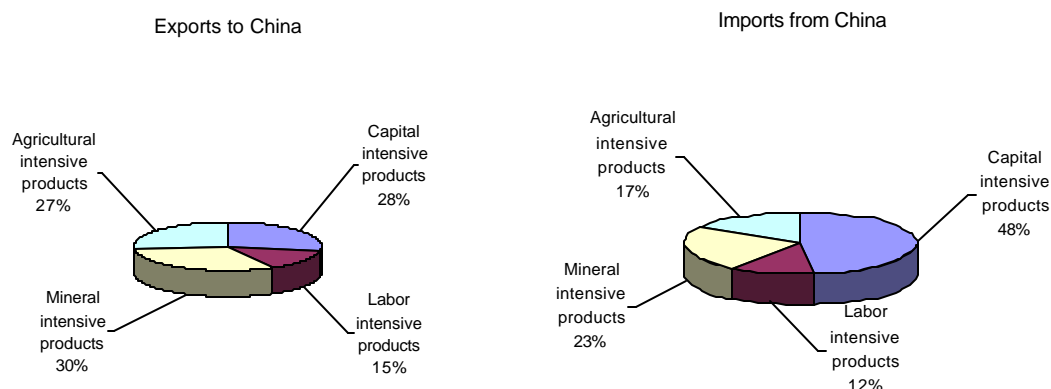 Exports to China
Agricultural
intensive
products
27%
Capital
intensive
products
28%
Mineral
intensive
products
30%
Labor
intensive
products
15%
Imports from China
Agricultural
intensive
products
17%
Capital
intensive
products
48%
Mineral
intensive
products
23%
Labor
intensive
products
12%